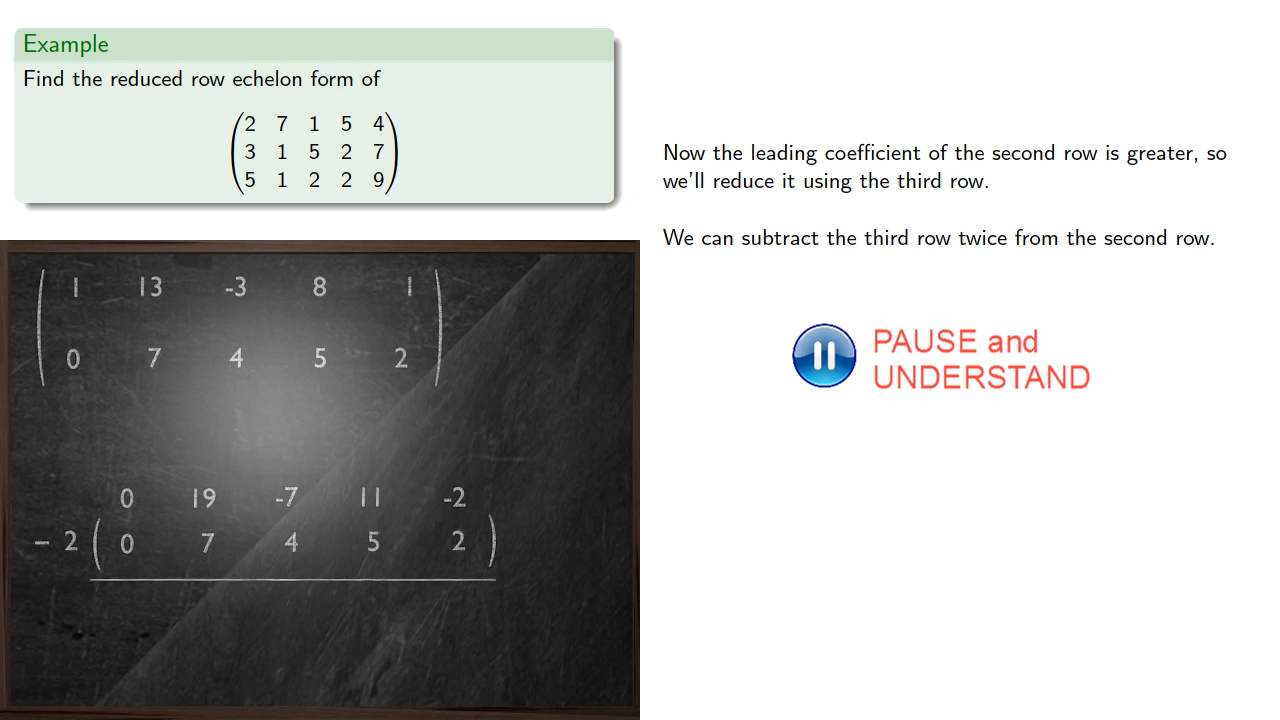 Example
Find the reduced row echelon form of
2 7 1 5 4
3 1 5 2 7
5 1 2 2 9
Now the leading coefficient of the second row is greater, so
we'll reduce it using the third row.
We can subtract the third row twice from the second row.
PAUSE and
UNDERSTAND
1 13 -3 8 1
0 7 4 5 2
0 19 -7 11 -2
− 2 ( 0 7 4 5 2 )